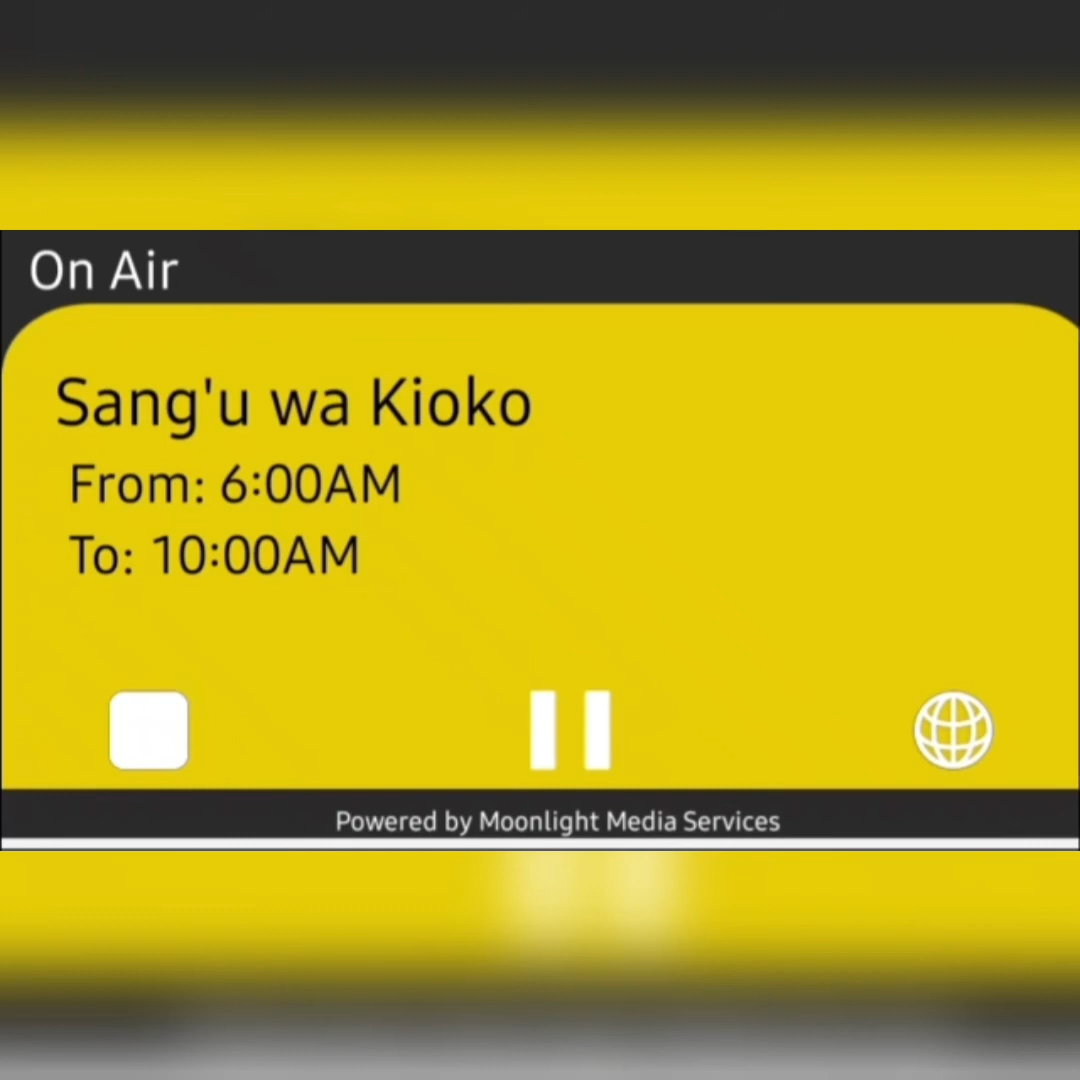 On Air
Sang'u wa Kioko
From: 6:00AM
To: 10:00AM
Powered by Moonlight Media Services